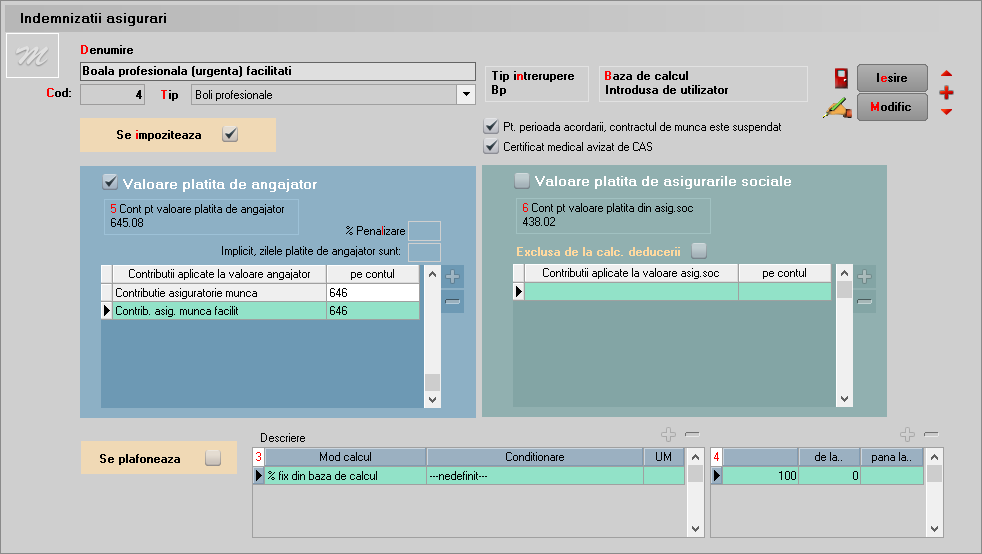 Indemnizatii asigurari
M
Denumire
Boala profesionala (urgenta) facilitati
Cod: 4 Tip Boli profesionale
Tip intrerupere
Bp
Baza de calcul
Introdusa de utilizator
Iesire
Modific
Se impoziteaza
Pt. perioada acordarii, contractul de munca este suspendat
Certificat medical avizat de CAS
Valoare platita de angajator
5 Cont pt valoare platita de angajator
645.08
% Penalizare
Implicit, zilele platite de angajator sunt:
Contributii aplicate la valoare angajator pe contul
Contributie asiguratorie munca 646
Contrib. asig. munca facilit 646
Valoare platita de asigurarile sociale
6 Cont pt valoare platita din asig.soc
438.02
Exclusa de la calc. deducerii
Contributii aplicate la valoare asig.soc pe contul
Se plafoneaza
Descriere
3 Mod calcul Conditionare UM
% fix din baza de calcul ---nedefinit---
4 de la.. pana la..
100 0